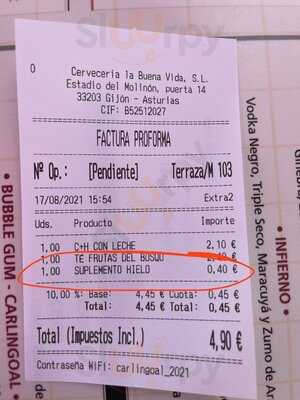 Sluurpy
0
Cervecería la Buena Vida, S.L.
Estadio del Molinón, puerta 14
33203 Gijón - Asturias
CIF: B52512027
FACTURA PROFORMA
Nº Op.: [Pendiente] Terraza/M 103
17/08/2021 15:54 Extra2
Uds. Producto Importe
1,00 C+H CON LECHE 2,10 €
1,00 TE FRUTAS DEL BOSQU 2,40 €
1,00 SUPLEMENTO HIELO 0,40 €
10,00 %: Base: 4,45 € Cuota: 0,45 €
Total: 4,45 € Total: 0,45 €
Total (Impuestos Incl.) 4,90 €
Contraseña WIFI: carlingoal_2021
• BUBBLE GUM - CARLINGOAL •
Vodka Negro, Triple Seco, Maracuyá y Zumo de
• INFIERNO